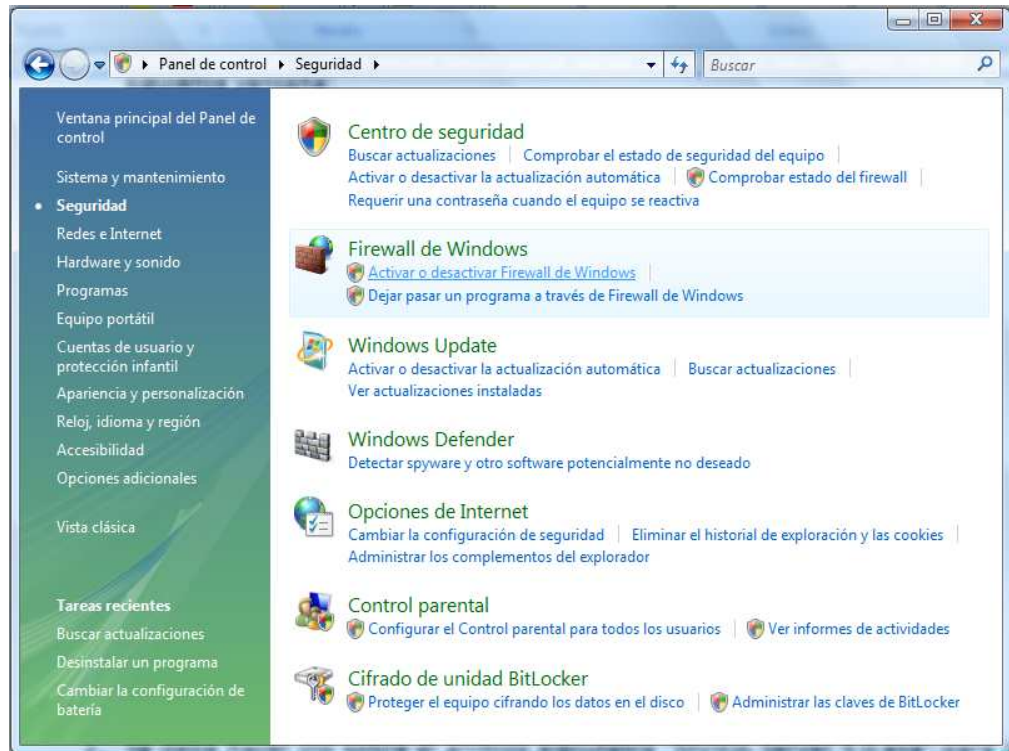 Panel de control ▸ Seguridad ▸
Buscar
Ventana principal del Panel de
control
Sistema y mantenimiento
Seguridad
Redes e Internet
Hardware y sonido
Programas
Equipo portátil
Cuentas de usuario y
protección infantil
Apariencia y personalización
Reloj, idioma y región
Accesibilidad
Opciones adicionales
Vista clásica
Tareas recientes
Buscar actualizaciones
Desinstalar un programa
Cambiar la configuración de
batería
Centro de seguridad
Buscar actualizaciones | Comprobar el estado de seguridad del equipo
Activar o desactivar la actualización automática | Comprobar estado del firewall
Requerir una contraseña cuando el equipo se reactiva
Firewall de Windows
Activar o desactivar Firewall de Windows
Dejar pasar un programa a través de Firewall de Windows
Windows Update
Activar o desactivar la actualización automática | Buscar actualizaciones
Ver actualizaciones instaladas
Windows Defender
Detectar spyware y otro software potencialmente no deseado
Opciones de Internet
Cambiar la configuración de seguridad | Eliminar el historial de exploración y las cookies
Administrar los complementos del explorador
Control parental
Configurar el Control parental para todos los usuarios | Ver informes de actividades
Cifrado de unidad BitLocker
Proteger el equipo cifrando los datos en el disco | Administrar las claves de BitLocker